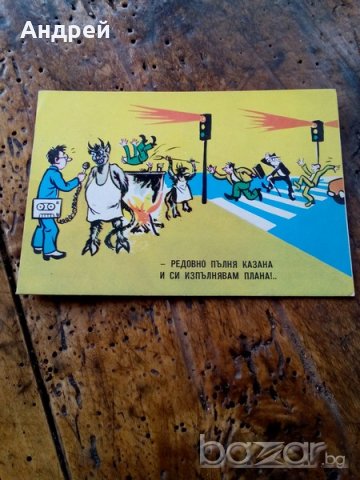 Андрей
– РЕДОВНО ПЪЛНЯ КАЗАНА
И СИ ИЗПЪЛНЯВАМ ПЛАНА!..
bazar.bg